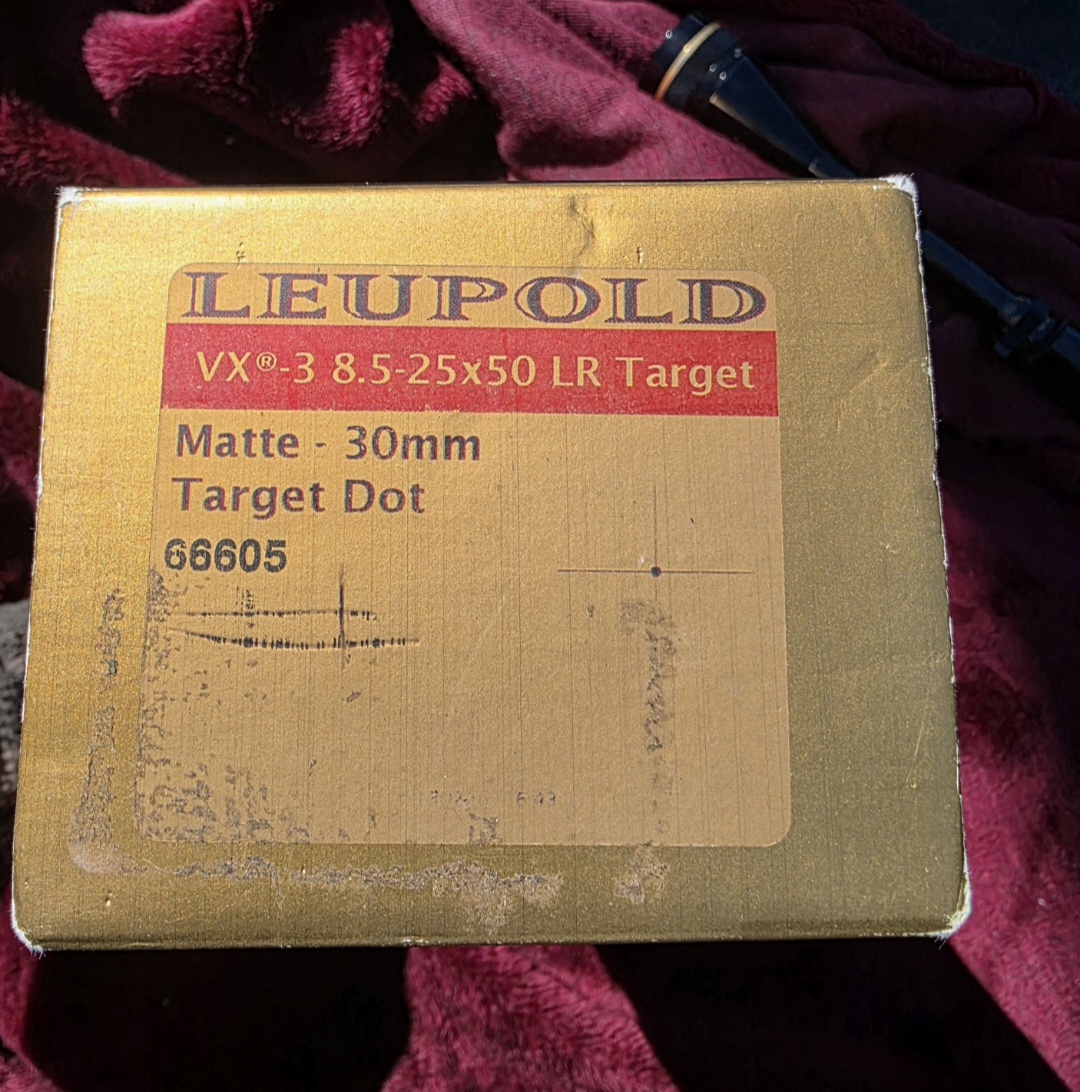 LEUPOLD
VX®-3 8.5-25x50 LR Target
Matte - 30mm
Target Dot
66605